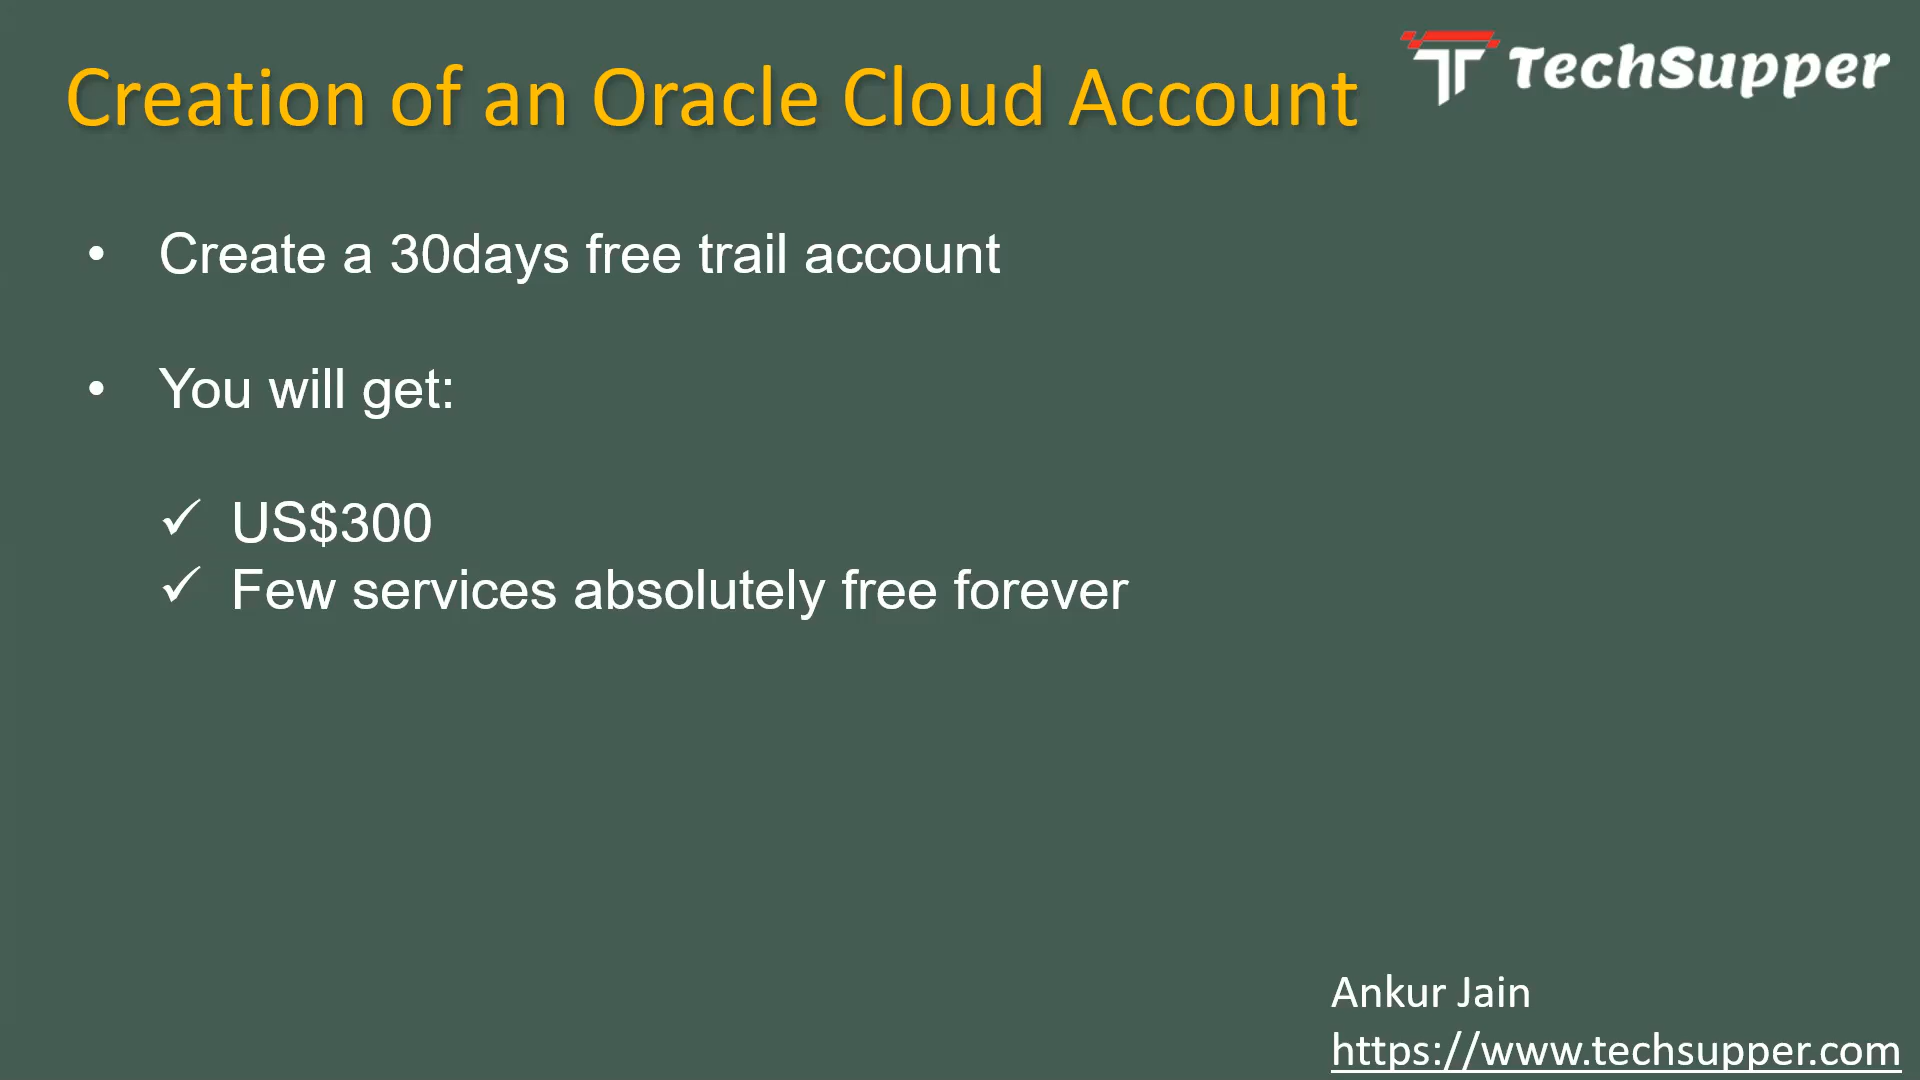 Creation of an Oracle Cloud Account
TechSupper
• Create a 30days free trail account
• You will get:
✓ US$300
✓ Few services absolutely free forever
Ankur Jain
https://www.techsupper.com